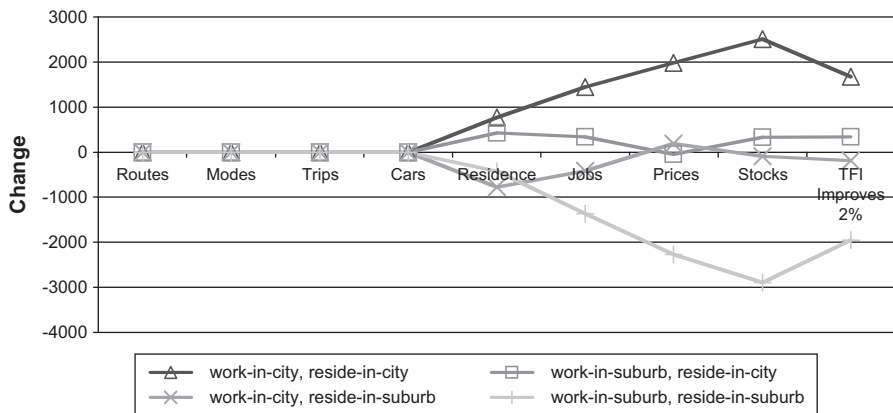 3000
2000
1000
0
-1000
-2000
-3000
-4000
Change
Routes Modes Trips Cars Residence Jobs Prices Stocks TFI
Improves
2%
work-in-city, reside-in-city work-in-suburb, reside-in-city
work-in-city, reside-in-suburb work-in-suburb, reside-in-suburb